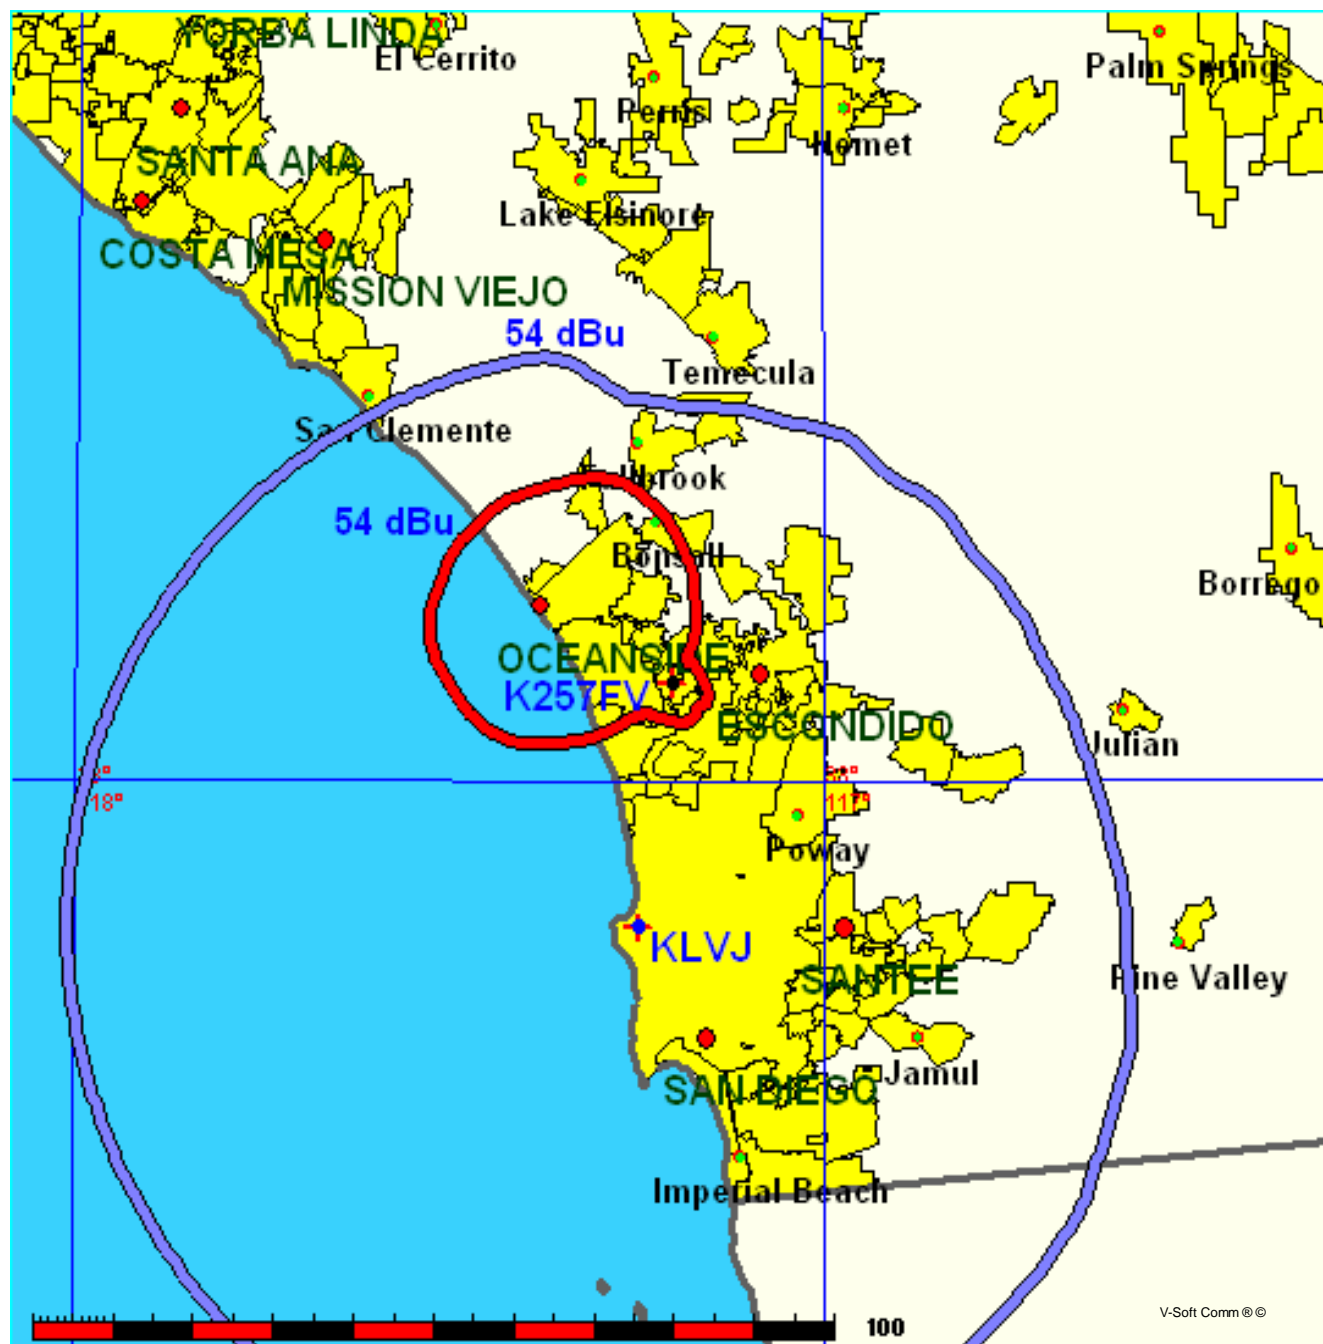 YORBA LINDA
El Cerrito
Palm Springs
Perris
Hemet
SANTA ANA
Lake Elsinore
COSTA MESA
MISSION VIEJO
54 dBu
Temecula
San Clemente
Fallbrook
54 dBu
Bonsall
Borrego
OCEANSIDE
K257FV
ESCONDIDO
Julian
18°
117°
Poway
KLVJ
SANTEE
Pine Valley
Jamul
SAN DIEGO
Imperial Beach
V-Soft Comm ® ©
100